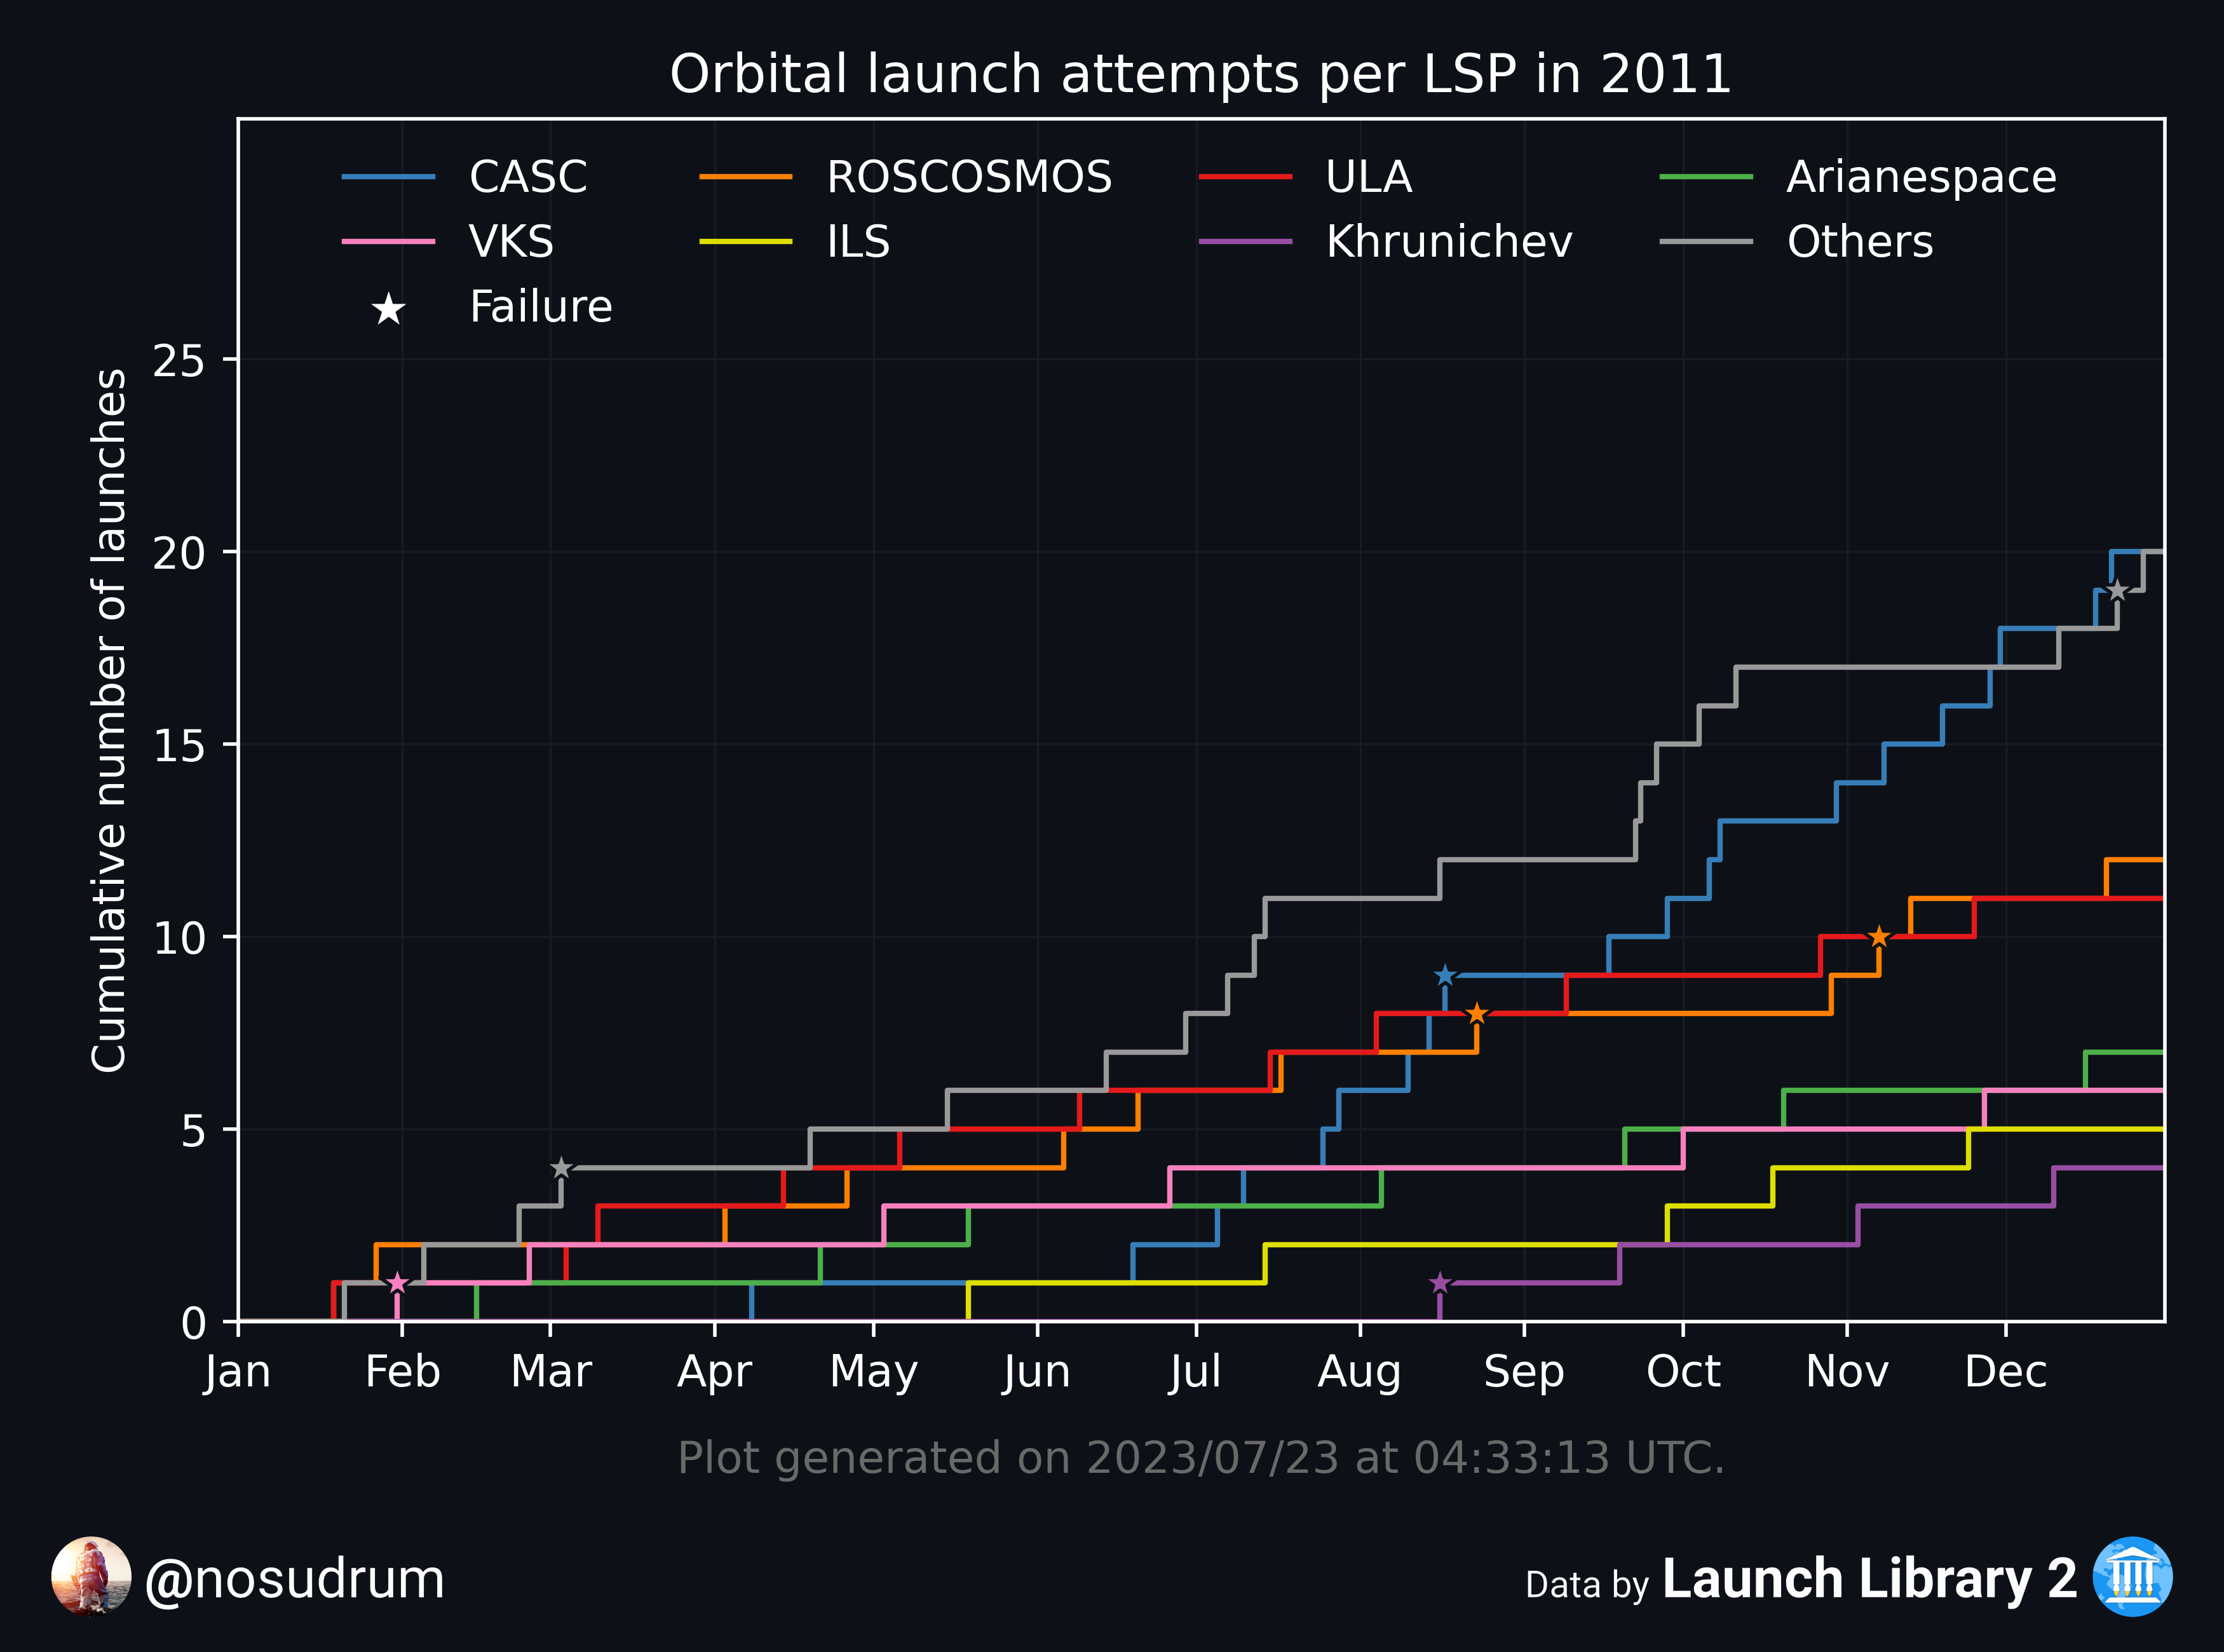 Orbital launch attempts per LSP in 2011
CASC ROSCOSMOS ULA Arianespace
VKS ILS Khrunichev Others
Failure
Cumulative number of launches
25
20
15
10
5
0
Jan Feb Mar Apr May Jun Jul Aug Sep Oct Nov Dec
Plot generated on 2023/07/23 at 04:33:13 UTC.
@nosudrum
Data by Launch Library 2